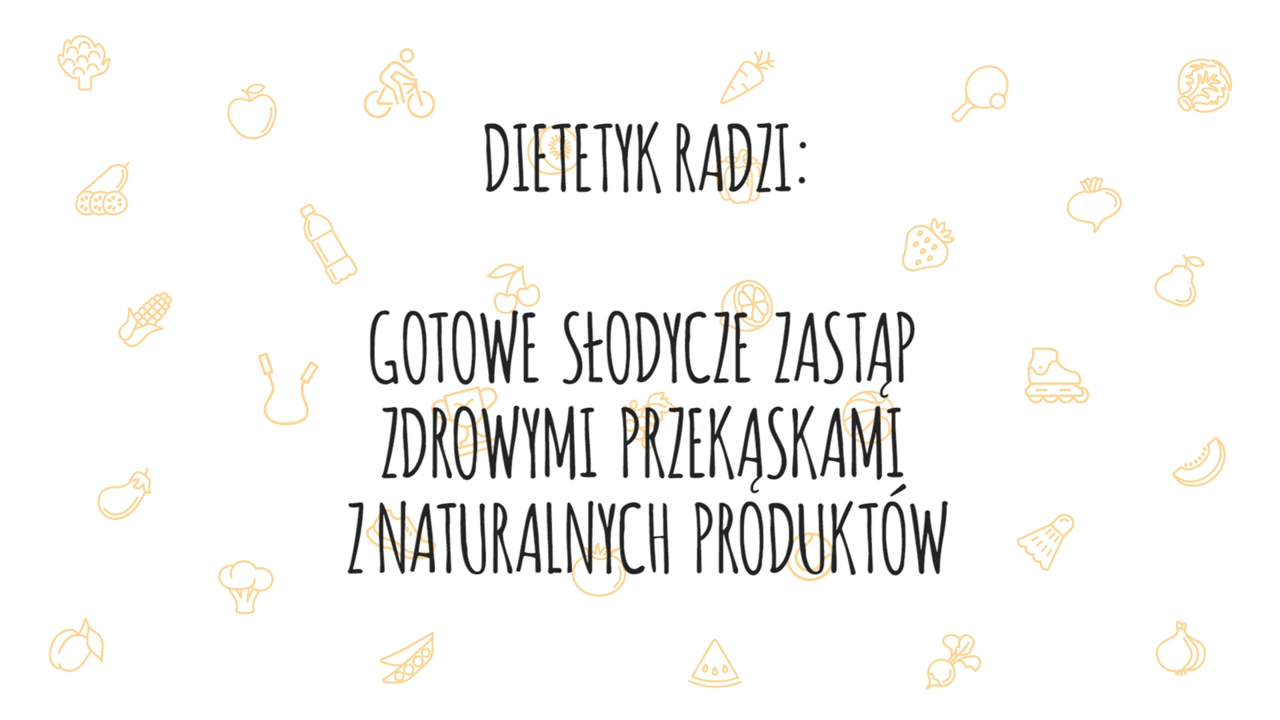 DIETETYK RADZI:
GOTOWE SŁODYCZE ZASTĄP
ZDROWYMI PRZEKĄSKAMI
Z NATURALNYCH PRODUKTÓW